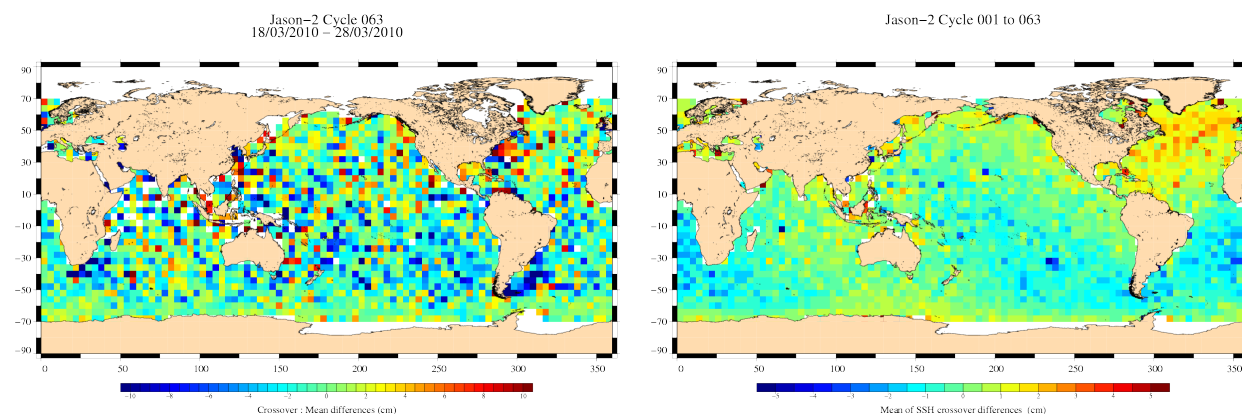 Jason−2 Cycle 063
18/03/2010 − 28/03/2010
90
70
50
30
10
−10
−30
−50
−70
−90
0 50 100 150 200 250 300 350
−10 −8 −6 −4 −2 0 2 4 6 8 10
Crossover : Mean differences (cm)
Jason−2 Cycle 001 to 063
90
70
50
30
10
−10
−30
−50
−70
−90
0 50 100 150 200 250 300 350
−5 −4 −3 −2 −1 0 1 2 3 4 5
Mean of SSH crossover differences (cm)